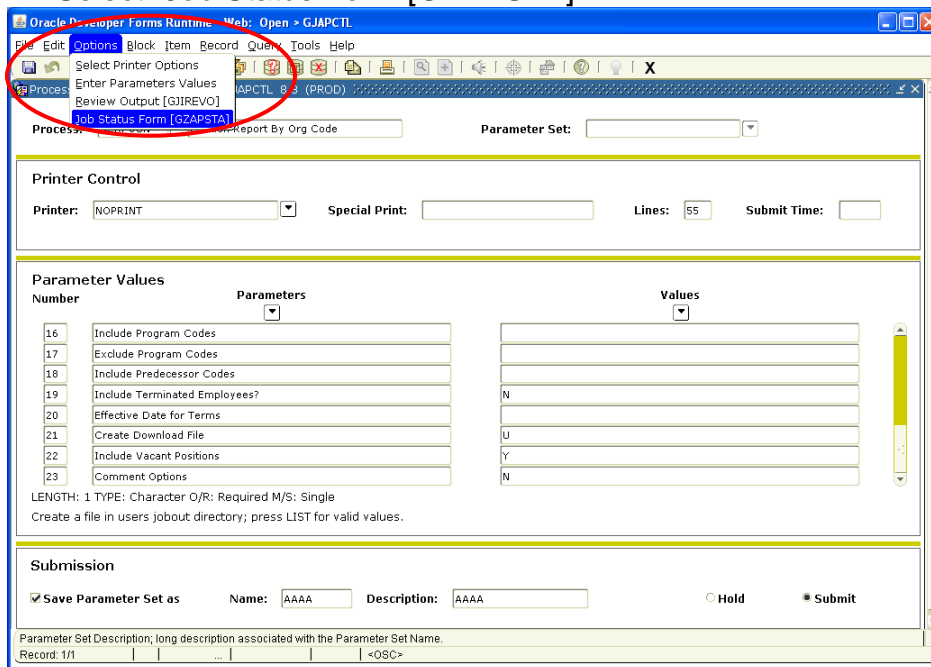 Oracle Developer Forms Runtime - Web: Open > GJAPCTL
File Edit Options Block Item Record Query Tools Help
Select Printer Options
Enter Parameters Values
Review Output [GJIREVO]
Job Status Form [GZAPSTA]
X
Process GJAPCTL 8.3 (PROD)
Process: Report By Org Code Parameter Set:
Printer Control
Printer: NOPRINT Special Print: Lines: 55 Submit Time:
Parameter Values
Number Parameters Values
16 Include Program Codes
17 Exclude Program Codes
18 Include Predecessor Codes
19 Include Terminated Employees? N
20 Effective Date for Terms
21 Create Download File U
22 Include Vacant Positions Y
23 Comment Options N
LENGTH: 1 TYPE: Character O/R: Required M/S: Single
Create a file in users jobout directory; press LIST for valid values.
Submission
Save Parameter Set as Name: AAAA Description: AAAA Hold Submit
Parameter Set Description; long description associated with the Parameter Set Name.
Record: 1/1 ... <OSC>